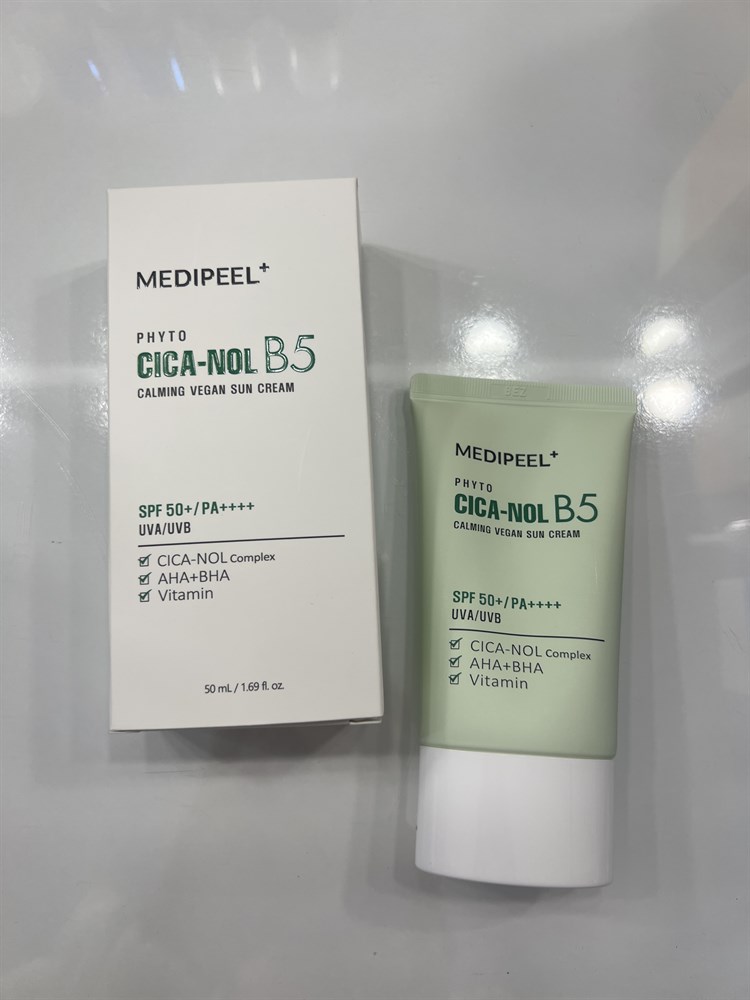 MEDIPEEL+
PHYTO
CICA-NOL B5
CALMING VEGAN SUN CREAM
SPF 50+/PA++++
UVA/UVB
CICA-NOL Complex
AHA+BHA
Vitamin
50 mL / 1.69 fl. oz.
MEDIPEEL+
PHYTO
CICA-NOL B5
CALMING VEGAN SUN CREAM
SPF 50+/PA++++
UVA/UVB
CICA-NOL Complex
AHA+BHA
Vitamin